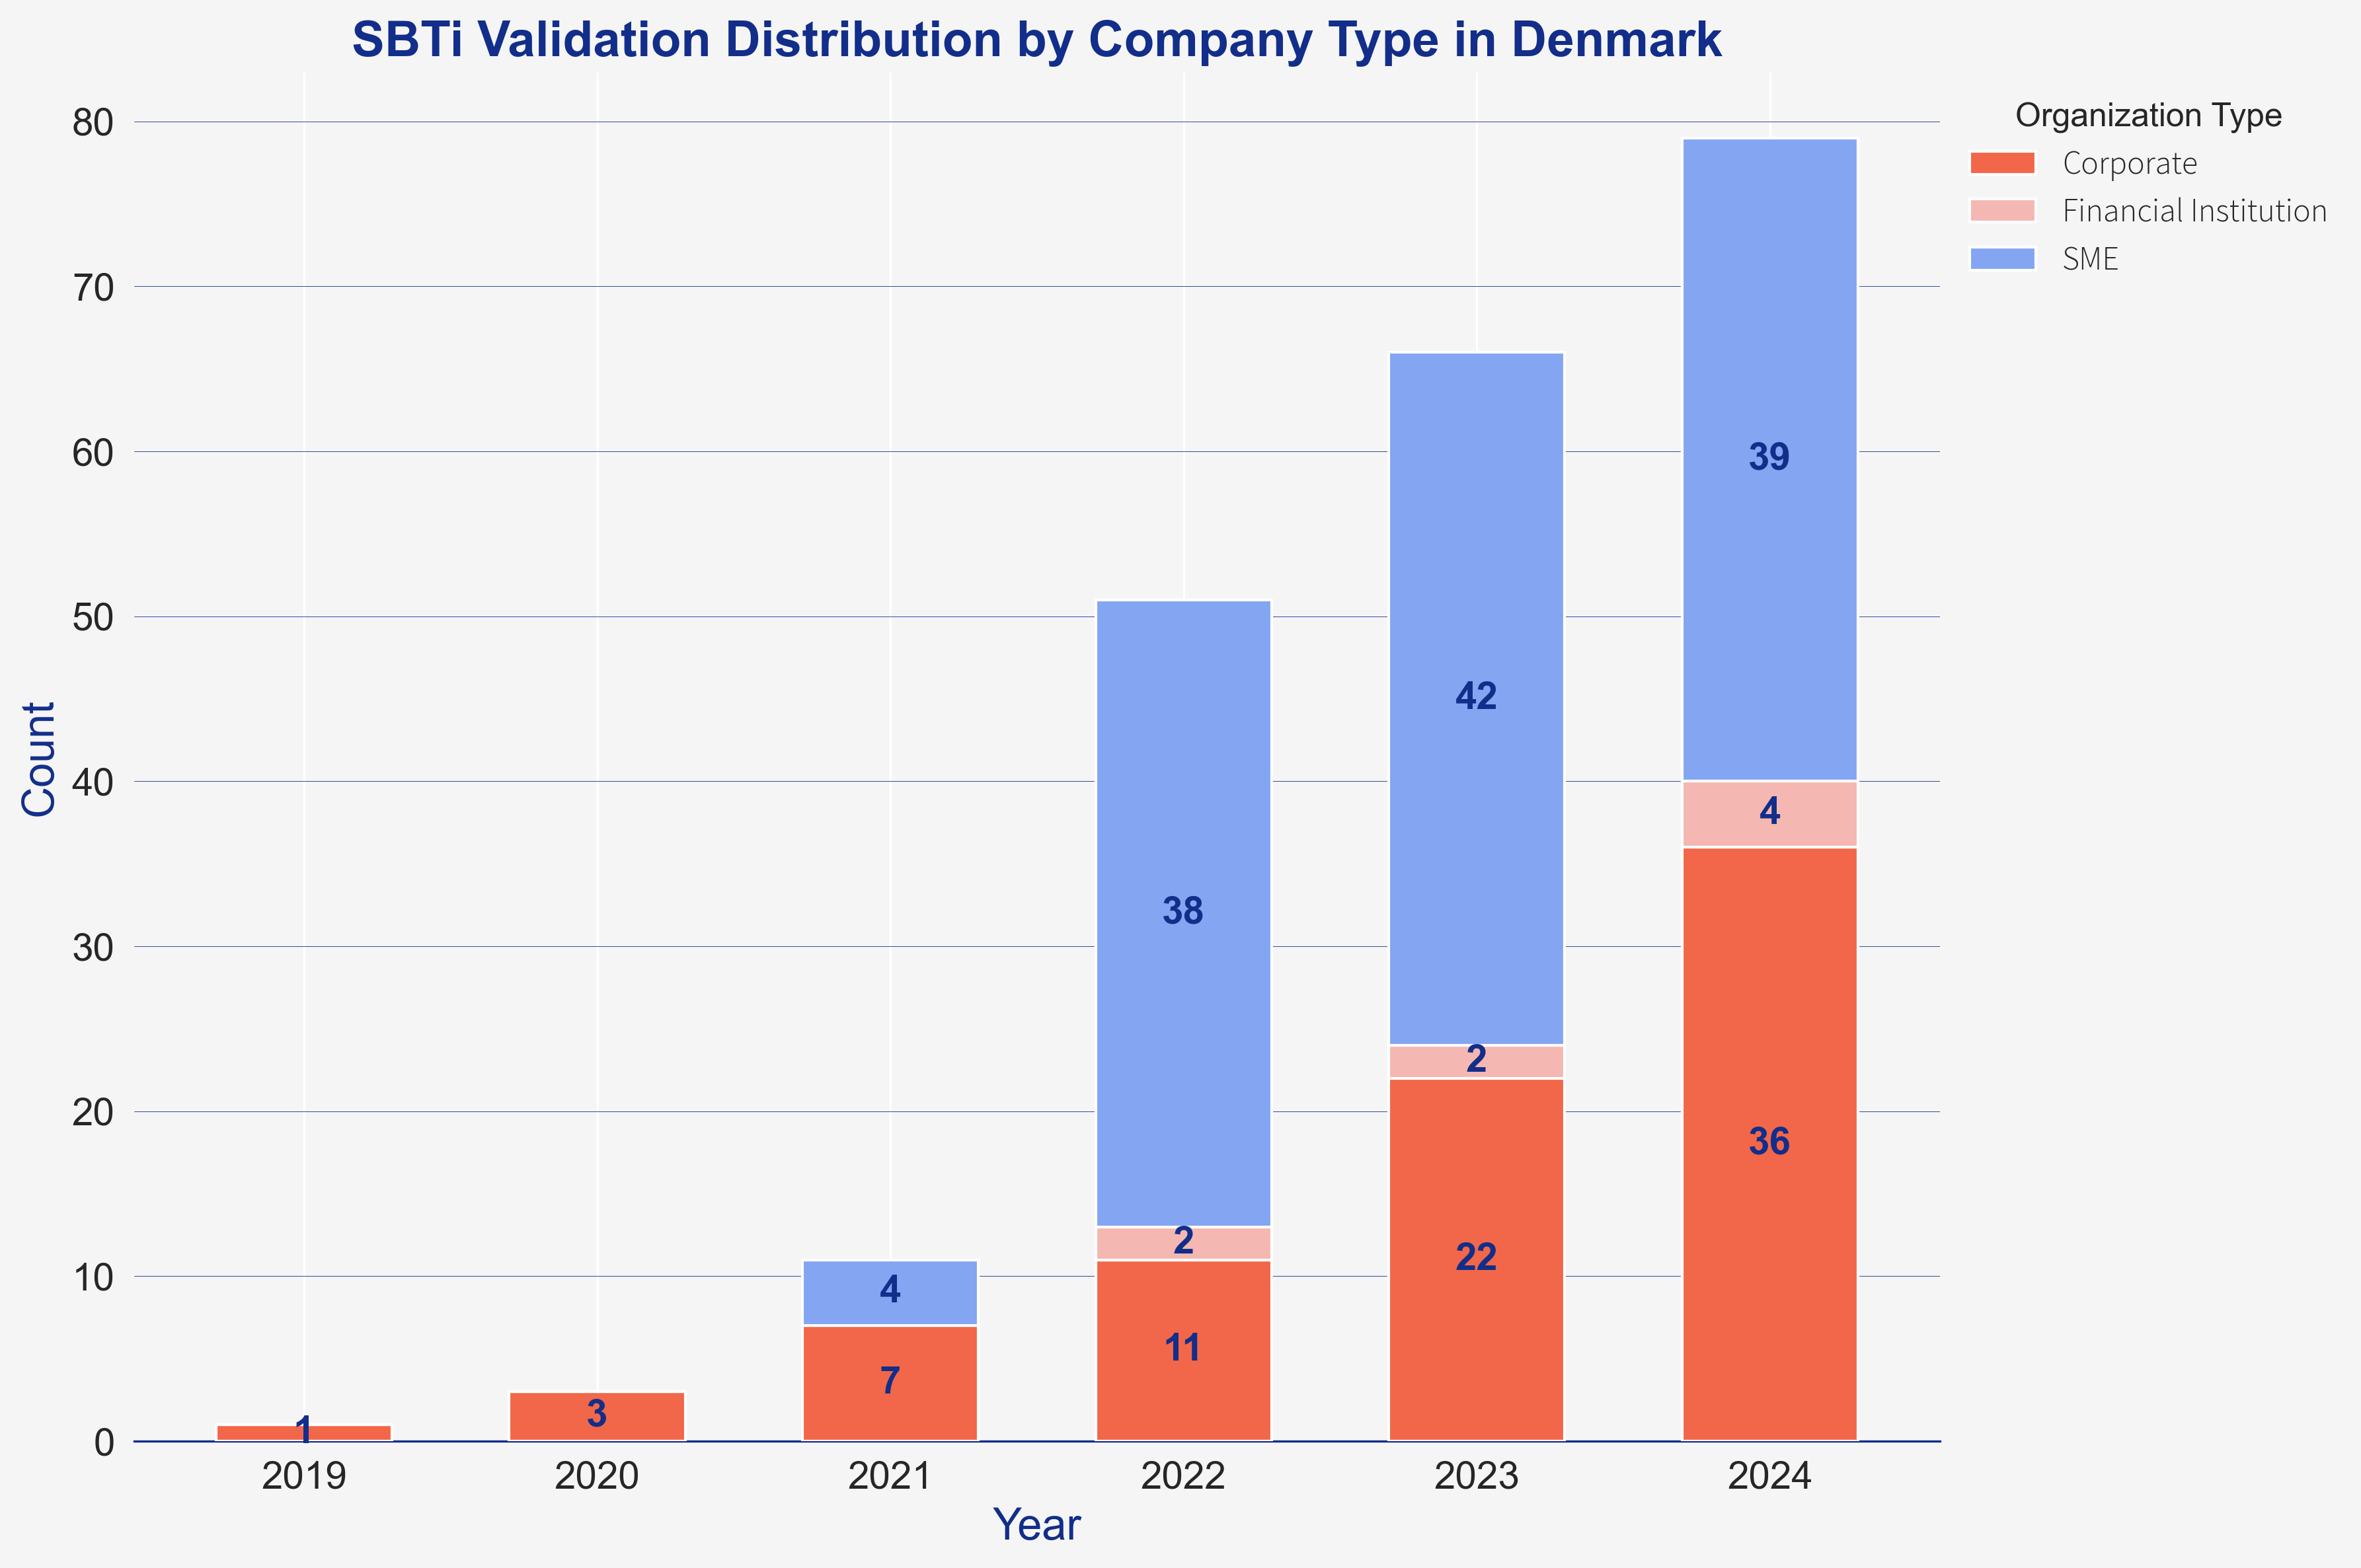 SBTi Validation Distribution by Company Type in Denmark
Organization Type
Corporate
Financial Institution
SME
Count
80
70
60
50
40
30
20
10
0
1
3
4
7
38
2
11
42
2
22
39
4
36
2019 2020 2021 2022 2023 2024
Year